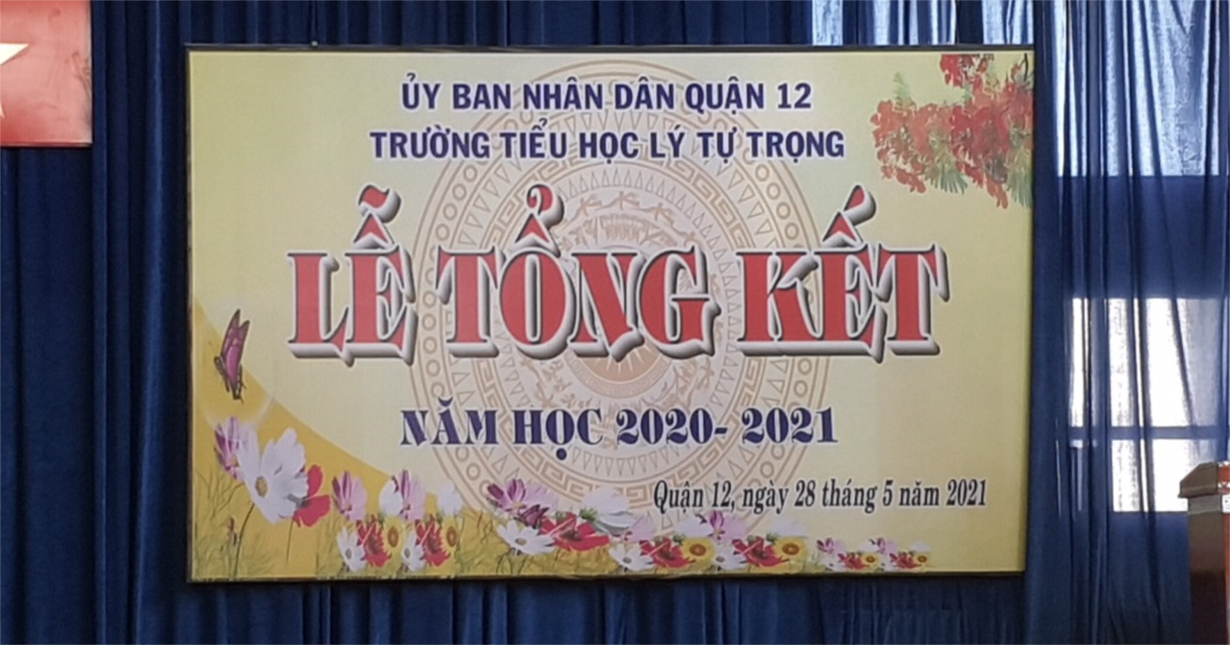 ỦY BAN NHÂN DÂN QUẬN 12
TRƯỜNG TIỂU HỌC LÝ TỰ TRỌNG
LỄ TỔNG KẾT
NĂM HỌC 2020- 2021
Quận 12, ngày 28 tháng 5 năm 2021